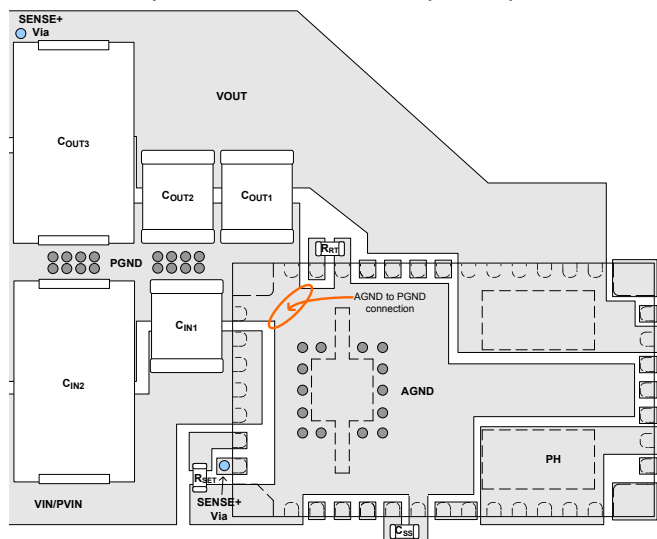 SENSE+
Via
VOUT
COUT3
COUT2
COUT1
RRT
PGND
AGND to PGND
connection
CIN1
CIN2
AGND
PH
RSET
SENSE+
Via
VIN/PVIN
CSS